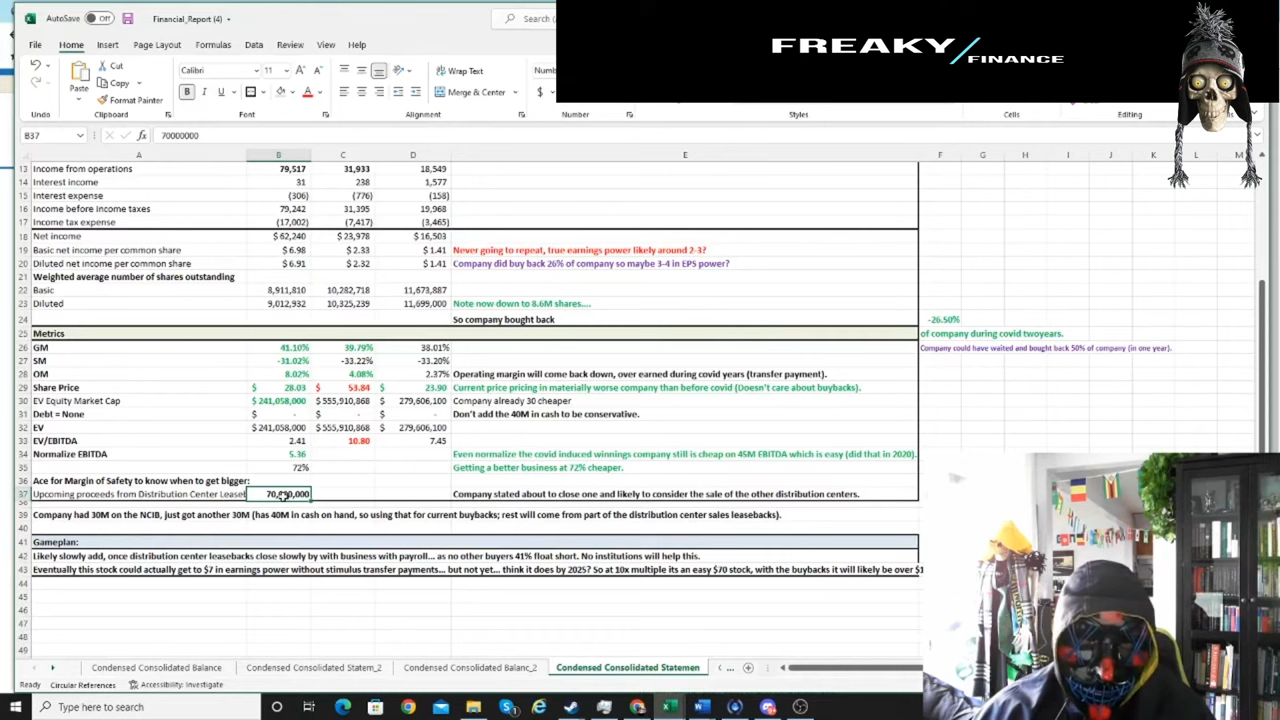 AutoSave Off Financial_Report (4) Search (
FREAKY/FINANCE
File Home Insert Page Layout Formulas Data Review View Help
Cut
Copy
Format Painter
Paste
Calibri 11 Wrap Text Numb
B I U Merge & Center $
Undo Clipboard Font Alignment Number Styles Cells Editing
B37 fx 70000000
A B C D E F G H I J K L M
13 Income from operations 79,517 31,933 18,549
14 Interest income 31 238 1,577
15 Interest expense (306) (776) (158)
16 Income before Income taxes 79,242 31,395 19,968
17 Income tax expense (17,002) (7,417) (3,465)
18 Net income $ 62,240 $ 23,978 $ 16,503
19 Basic net income per common share $ 6.98 $ 2.33 $ 1.41 Never going to repeat, true earnings power likely around 2-3?
20 Diluted net income per common share $ 6.91 $ 2.32 $ 1.41 Company did buy back 26% of company so maybe 3-4 in EPS power?
21 Weighted average number of shares outstanding
22 Basic 8,911,810 10,282,718 11,673,887
23 Diluted 9,012,932 10,325,239 11,699,000 Note now down to 8.6M shares....
24 So company bought back -26.50%
25 Metrics of company during covid twoyears.
26 GM 41.10% 39.79% 38.01% Company could have waited and bought back 50% of company (in one year).
27 SM -31.02% -33.22% -33.20%
28 OM 8.02% 4.08% 2.37% Operating margin will come back down, over earned during covid years (transfer payment).
29 Share Price $ 28.03 $ 53.84 $ 23.90 Current price pricing in materially worse company than before covid (Doesn't care about buybacks).
30 EV Equity Market Cap $ 241,058,000 $ 555,910,868 279,606,100 Company already 30 cheaper
31 Debt = None $ - $ - $ - Don't add the 40M in cash to be conservative.
32 EV $ 241,058,000 $ 555,910,868 279,606,100
33 EV/EBITDA 2.41 10.80 7.45
34 Normalize EBITDA 5.36 Even normalize the covid induced winnings company still is cheap on 45M EBITDA which is easy (did that in 2020).
35 72% Getting a better business at 72% cheaper.
36 Ace for Margin of Safety to know when to get bigger:
37 Upcoming proceeds from Distribution Center Leaseb 70,000,000 Company stated about to close one and likely to consider the sale of the other distribution centers.
38
39 Company had 30M on the NCIB, just got another 30M (has 40M in cash on hand, so using that for current buybacks; rest will come from part of the distribution center sales leasebacks).
40
41 Gameplan:
42 Likely slowly add, once distribution center leasebacks close slowly by with business with payroll... as no other buyers 41% float short. No institutions will help this.
43 Eventually this stock could actually get to $7 in earnings power without stimulus transfer payments... but not yet... think it does by 2025? So at 10x multiple its an easy $70 stock, with the buybacks it will likely be over $1
44
45
46
47
48
49
Condensed Consolidated Balance Condensed Consolidated Statem_2 Condensed Consolidated Balanc_2 Condensed Consolidated Statemen ...
Ready Circular References Accessibility: Investigate
Type here to search